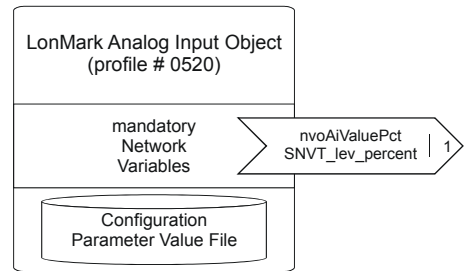 LonMark Analog Input Object
(profile # 0520)
mandatory
Network
Variables
nvoAiValuePct
SNVT_lev_percent
1
Configuration
Parameter Value File